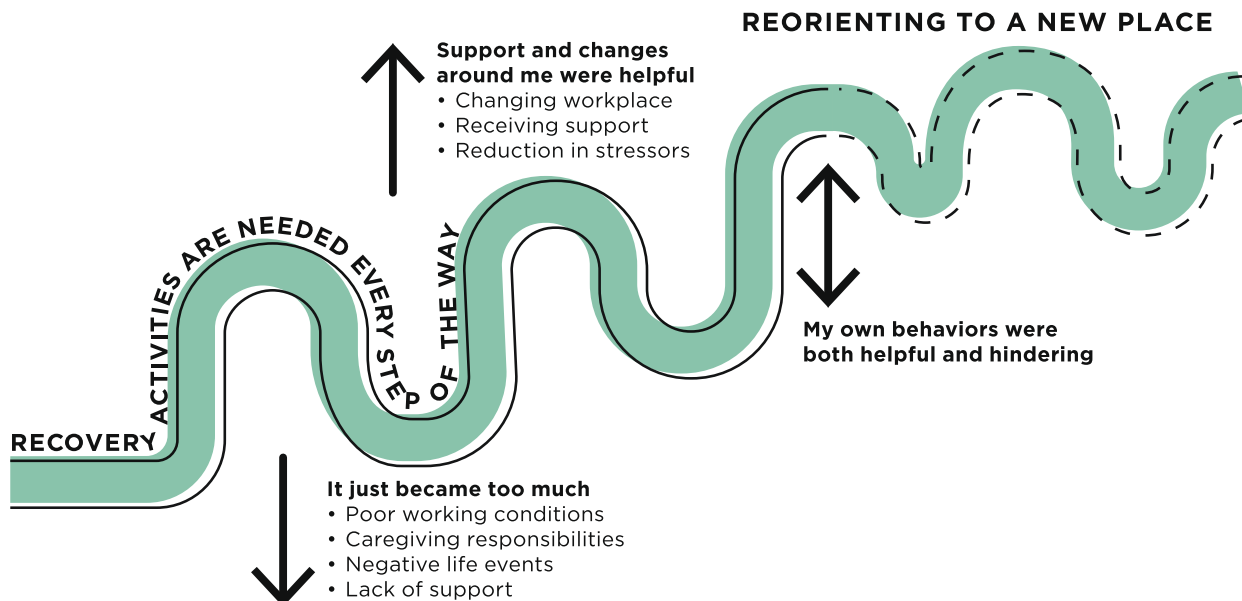 REORIENTING TO A NEW PLACE
Support and changes
around me were helpful
• Changing workplace
• Receiving support
• Reduction in stressors
RECOVERY ACTIVITIES ARE NEEDED EVERY STEP OF THE WAY
My own behaviors were
both helpful and hindering
It just became too much
• Poor working conditions
• Caregiving responsibilities
• Negative life events
• Lack of support